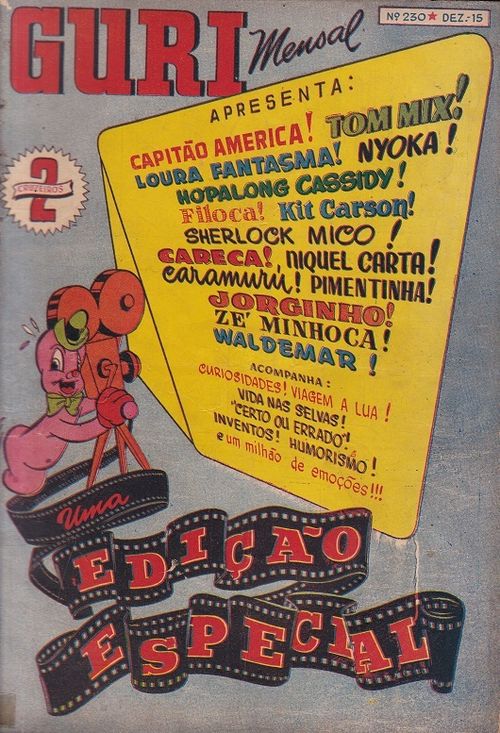 GURI Mensal
Nº 230 ★ DEZ.-15
APRESENTA:
CAPITÃO AMERICA! TOM MIX!
LOURA FANTASMA! NYOKA!
HOPALONG CASSIDY!
Filoca! Kit Carson!
SHERLOCK MICO!
CARECA! NIQUEL CARTA!
CARAMURÚ! PIMENTINHA!
JORGINHO!
ZÉ MINHOCA!
WALDEMAR!
ACOMPANHA:
CURIOSIDADES! VIAGEM A LUA!
VIDA NAS SELVAS!
"CERTO OU ERRADO"!
INVENTOS! HUMORISMO!
e um milhão de emoções!!!
2
CRUZEIROS
Uma
EDIÇÃO
ESPECIAL